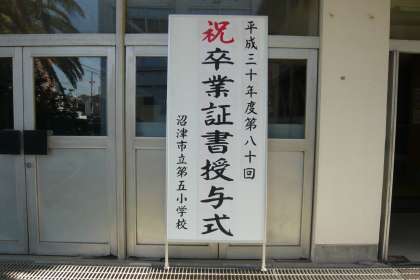 平成三十年度第八十回
祝卒業証書授与式
沼津市立第五小学校